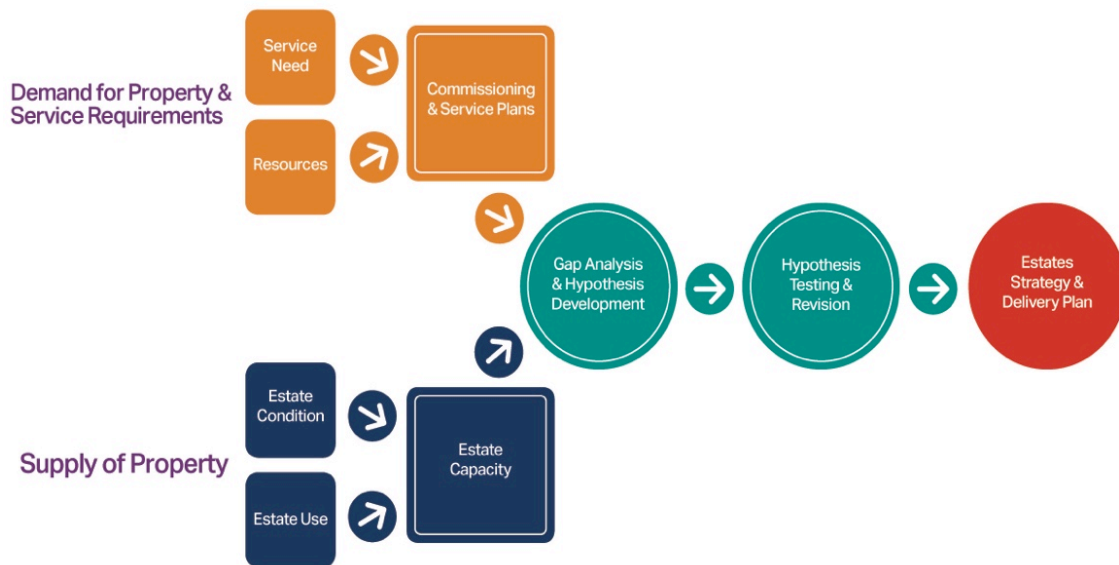 Demand for Property &
Service Requirements
Service
Need
Resources
Commissioning
& Service Plans
Gap Analysis
& Hypothesis
Development
Hypothesis
Testing &
Revision
Estates
Strategy &
Delivery Plan
Supply of Property
Estate
Condition
Estate Use
Estate
Capacity